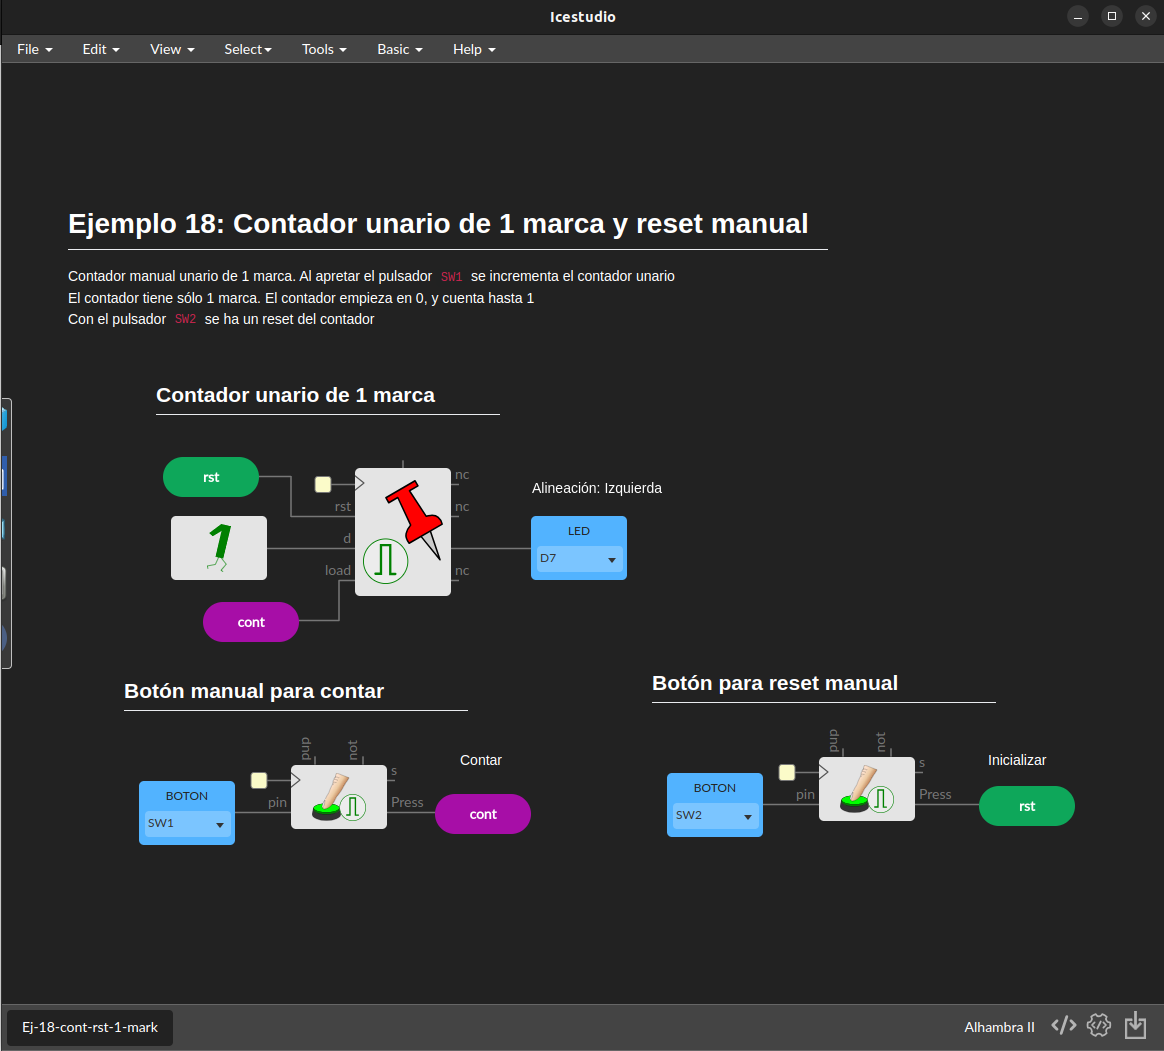 Icestudio
File Edit View Select Tools Basic Help
Ejemplo 18: Contador unario de 1 marca y reset manual
Contador manual unario de 1 marca. Al apretar el pulsador SW1 se incrementa el contador unario
El contador tiene sólo 1 marca. El contador empieza en 0, y cuenta hasta 1
Con el pulsador SW2 se ha un reset del contador
Contador unario de 1 marca
rst
nc
rst
nc
Alineación: Izquierda
1
d
LED
D7
load
nc
cont
Botón manual para contar
pup
not
s
Contar
BOTON
SW1
pin
Press
cont
Botón para reset manual
pup
not
s
Inicializar
BOTON
SW2
pin
Press
rst
Ej-18-cont-rst-1-mark
Alhambra II